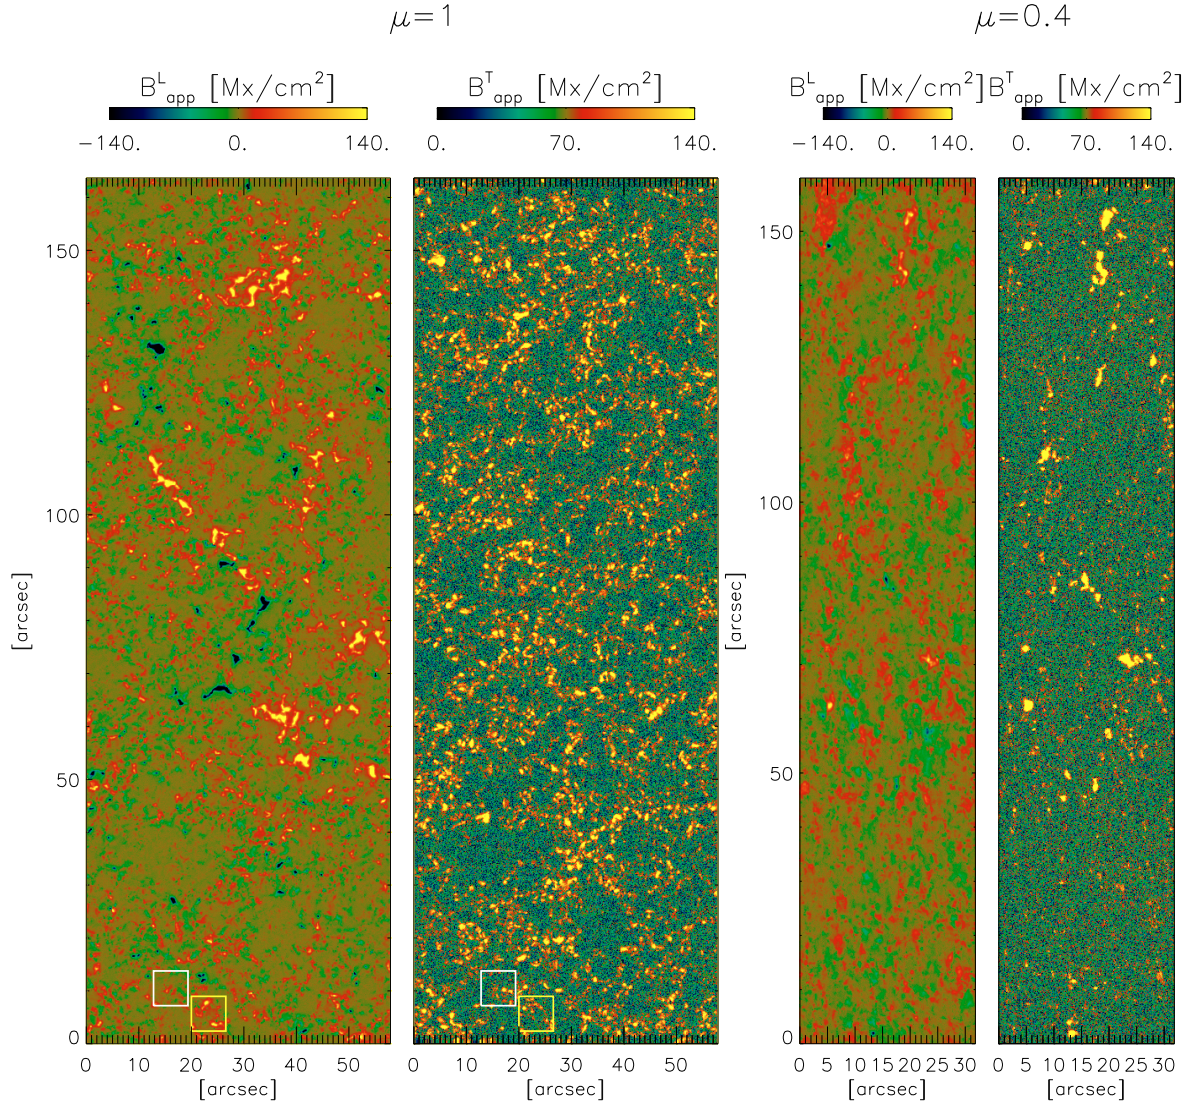 μ=1
μ=0.4
B^L_app [Mx/cm^2]
B^T_app [Mx/cm^2]
B^L_app [Mx/cm^2]
B^T_app [Mx/cm^2]
-140. 0. 140.
0. 70. 140.
-140. 0. 140.
0. 70. 140.
150
100
50
0
[arcsec]
0 10 20 30 40 50
[arcsec]
0 10 20 30 40 50
[arcsec]
150
100
50
0
[arcsec]
0 5 10 15 20 25 30
[arcsec]
0 5 10 15 20 25 30
[arcsec]